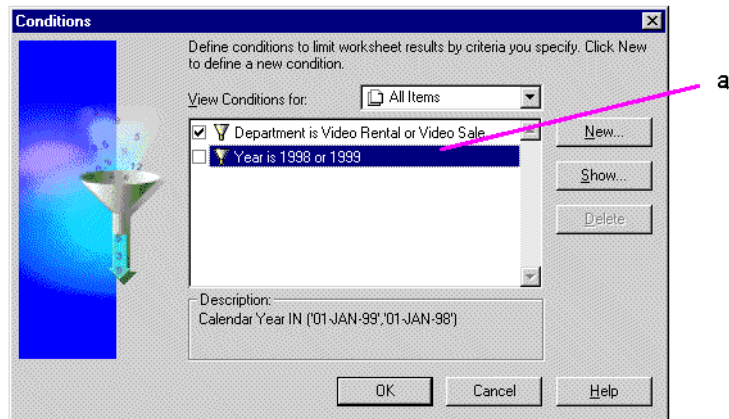 Conditions
Define conditions to limit worksheet results by criteria you specify. Click New
to define a new condition.
View Conditions for:
All Items
a
Department is Video Rental or Video Sale
Year is 1998 or 1999
New...
Show...
Delete
Description:
Calendar Year IN ('01-JAN-99','01-JAN-98')
OK
Cancel
Help